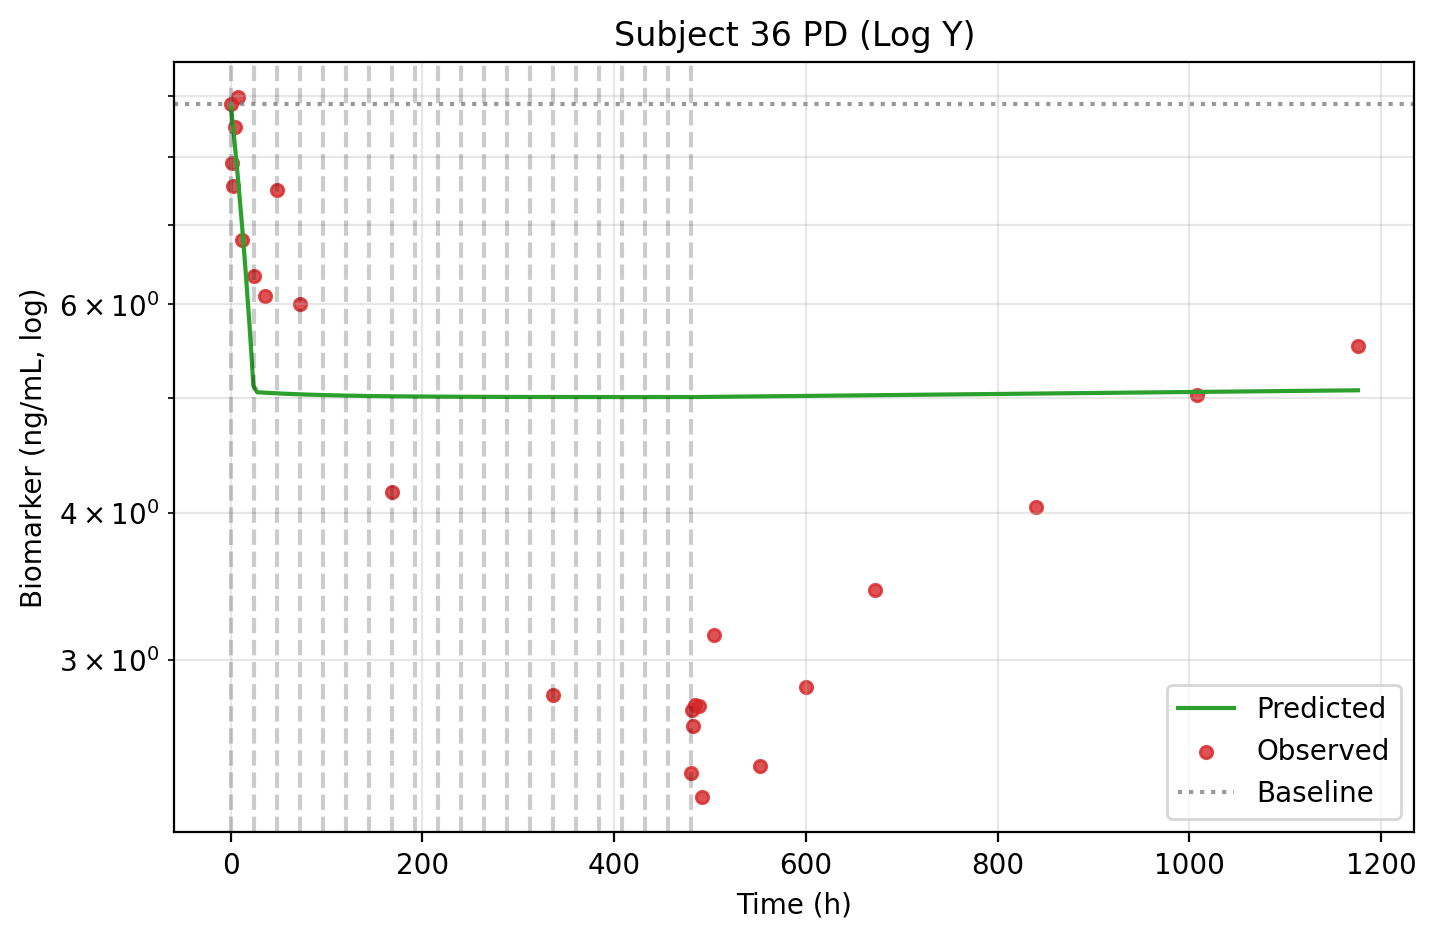 Subject 36 PD (Log Y)
Biomarker (ng/mL, log)
6 × 10⁰
4 × 10⁰
3 × 10⁰
Predicted
Observed
Baseline
0 200 400 600 800 1000 1200
Time (h)